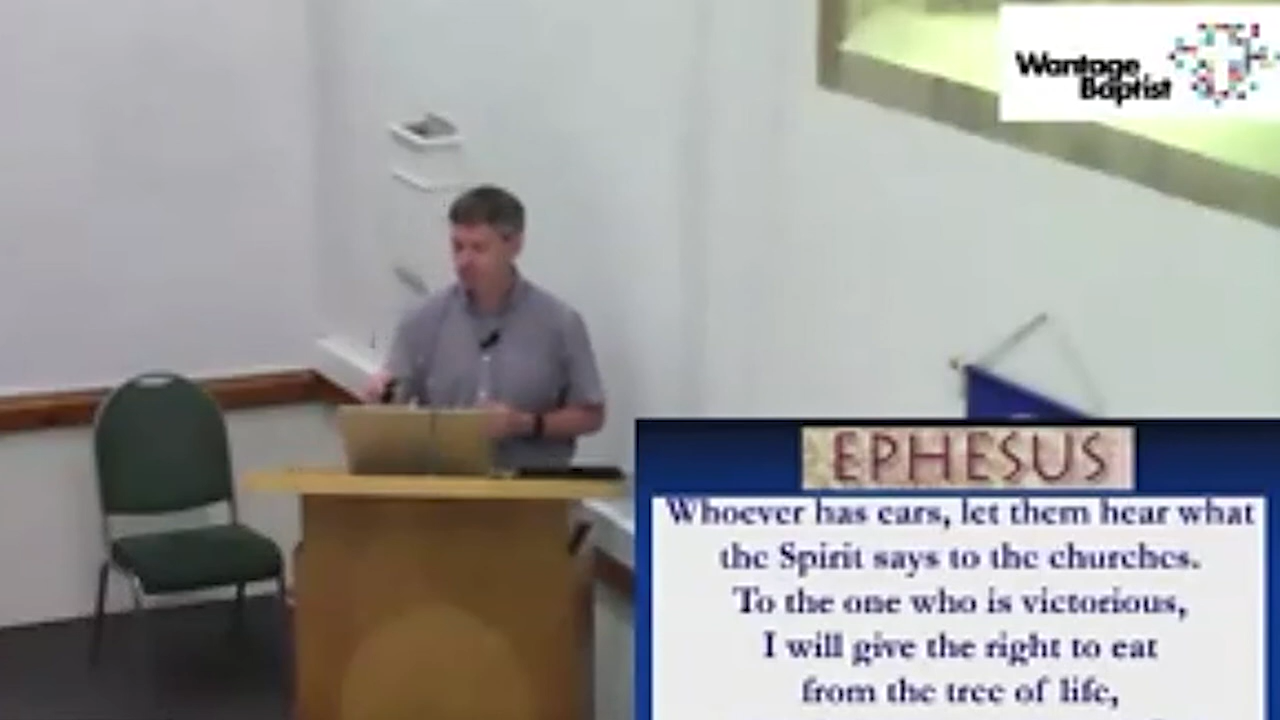 Wantage
Baptist
EPHESUS
Whoever has ears, let them hear what
the Spirit says to the churches.
To the one who is victorious,
I will give the right to eat
from the tree of life,